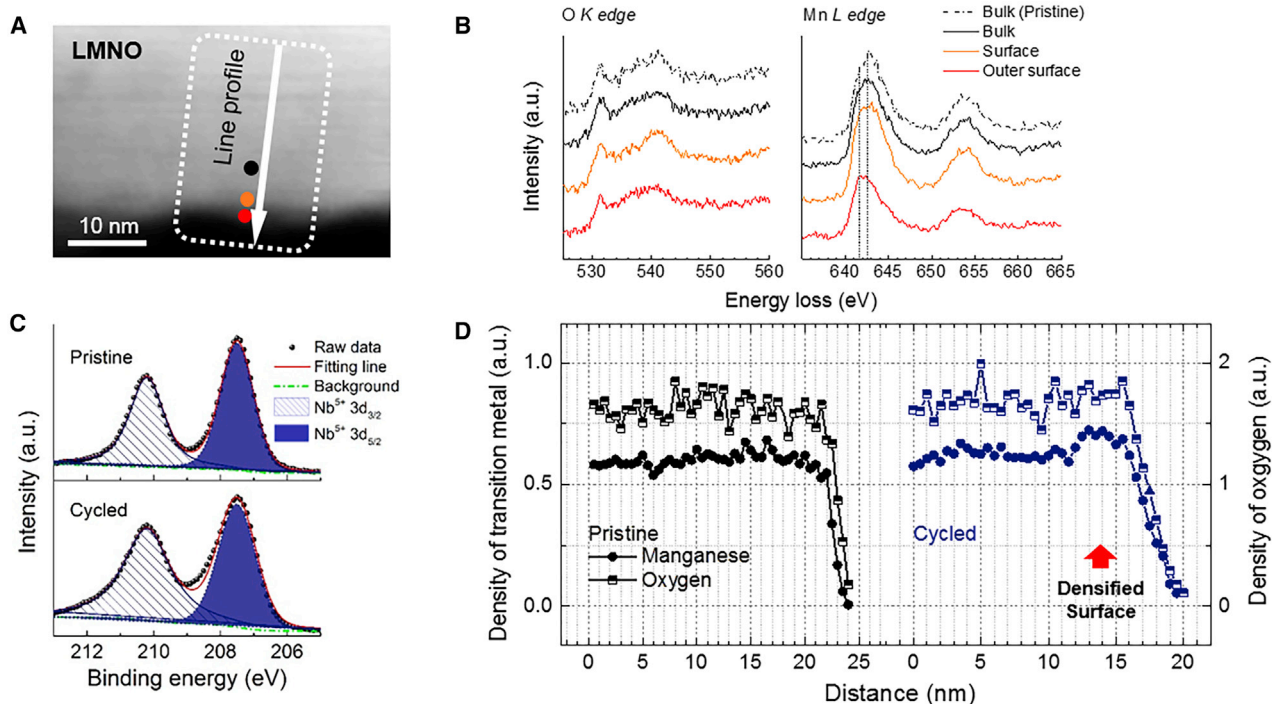 A
LMNO
Line profile
10 nm
B
O K edge
Mn L edge
Bulk (Pristine)
Bulk
Surface
Outer surface
Intensity (a.u.)
530 540 550 560
640 645 650 655 660 665
Energy loss (eV)
C
Pristine
Raw data
Fitting line
Background
Nb5+ 3d3/2
Nb5+ 3d5/2
Cycled
Intensity (a.u.)
212 210 207 206
Binding energy (eV)
D
Density of transition metal (a.u.)
1.0
0.5
0.0
Pristine
Manganese
Oxygen
Cycled
Densified
Surface
2
1
0
Density of oxgygen (a.u.)
0 5 10 15 20 25 0 5 10 15 20
Distance (nm)